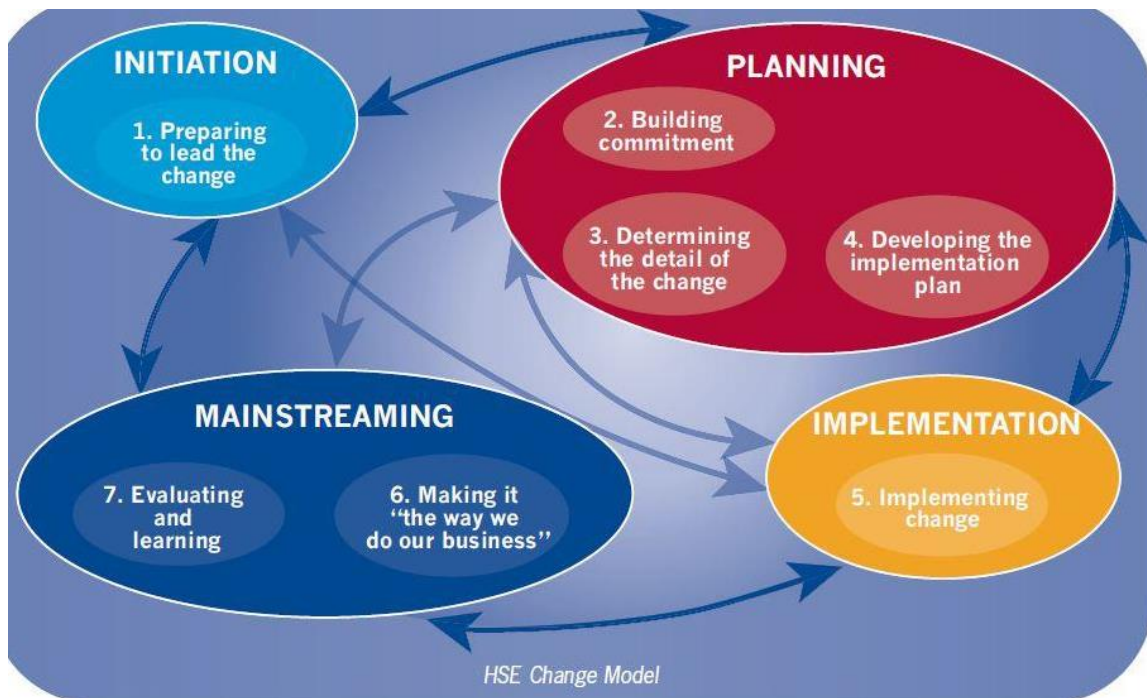 INITIATION
1. Preparing
to lead the
change
PLANNING
2. Building
commitment
3. Determining
the detail of
the change
4. Developing the
implementation
plan
IMPLEMENTATION
5. Implementing
change
MAINSTREAMING
6. Making it
“the way we
do our business”
7. Evaluating
and
learning
HSE Change Model